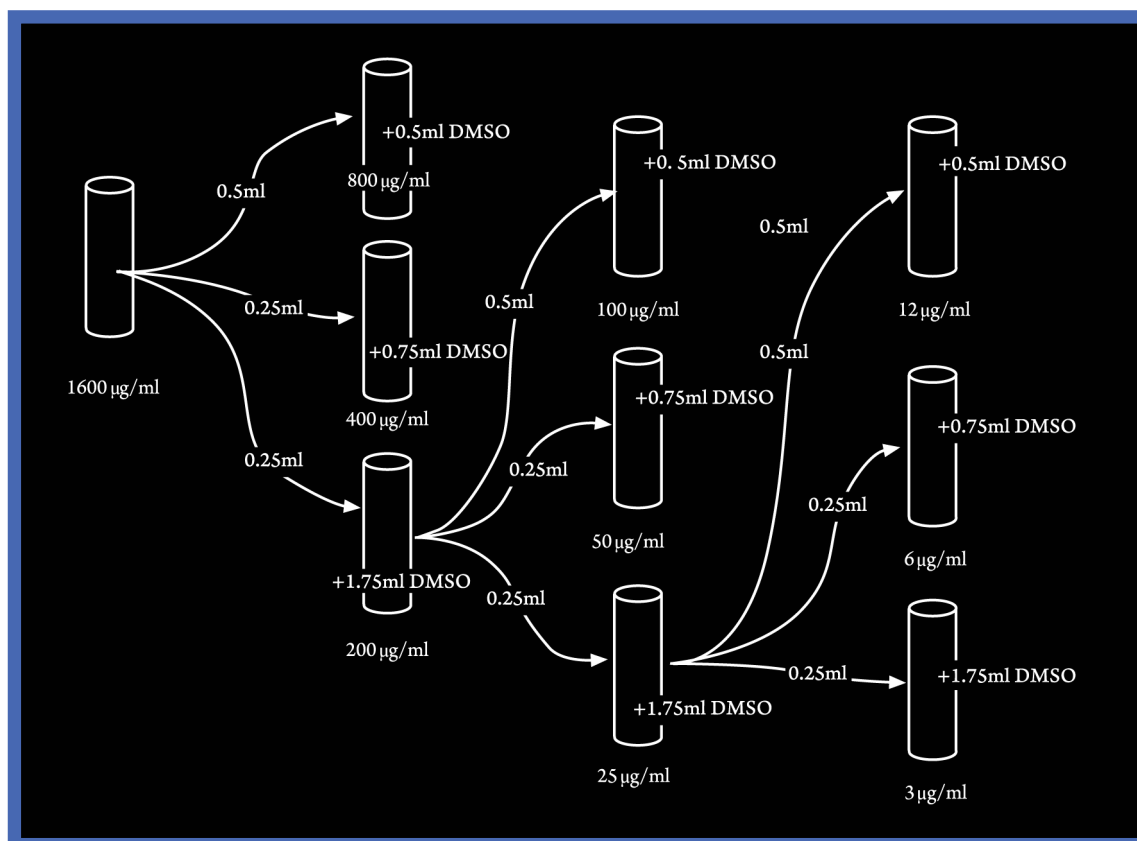 +0.5ml DMSO
800 µg/ml
0.5ml
0.25ml
+0.75ml DMSO
400 µg/ml
1600 µg/ml
0.25ml
+1.75ml DMSO
200 µg/ml
+0. 5ml DMSO
0.5ml
100 µg/ml
+0.75ml DMSO
0.25ml
50 µg/ml
0.25ml
+1.75ml DMSO
25 µg/ml
+0.5ml DMSO
0.5ml
12 µg/ml
0.5ml
+0.75ml DMSO
0.25ml
6 µg/ml
0.25ml
+1.75ml DMSO
3 µg/ml